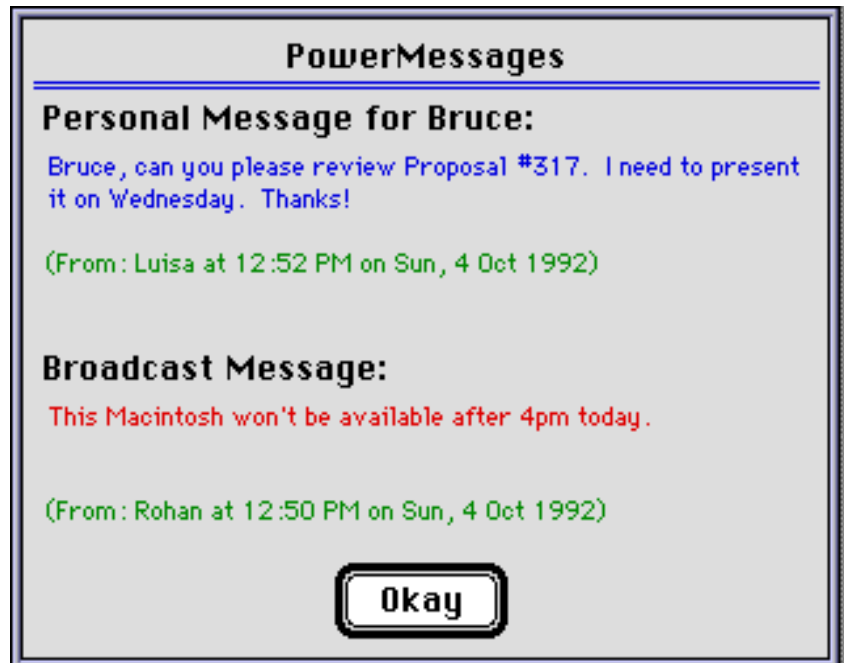 PowerMessages
Personal Message for Bruce:
Bruce, can you please review Proposal #317.  I need to present
it on Wednesday.  Thanks!
(From: Luisa at 12:52 PM on Sun, 4 Oct 1992)
Broadcast Message:
This Macintosh won't be available after 4pm today.
(From: Rohan at 12:50 PM on Sun, 4 Oct 1992)
Okay